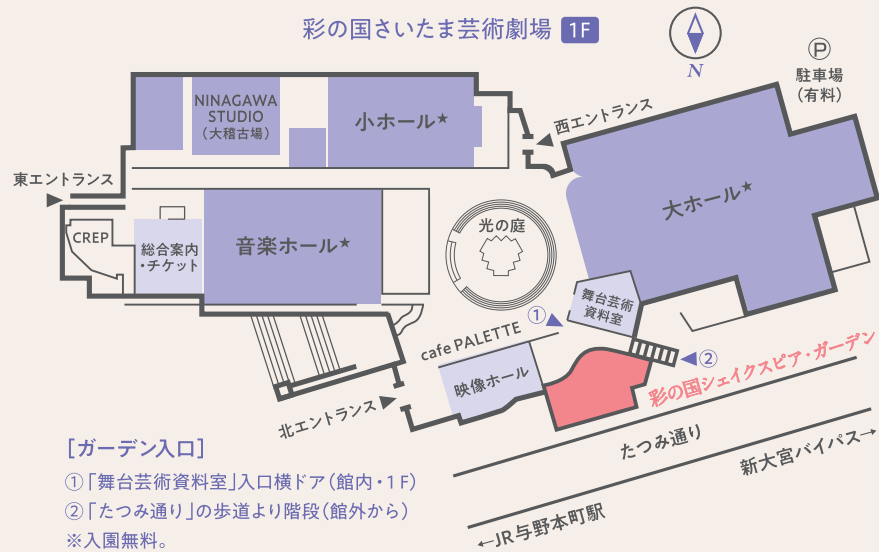 彩の国さいたま芸術劇場 1F
N
P
駐車場
(有料)
NINAGAWA
STUDIO
(大稽古場)
小ホール★
西エントランス
東エントランス
大ホール★
CREP
総合案内
・チケット
音楽ホール★
光の庭
舞台芸術
資料室
①
cafe PALETTE
②
映像ホール
彩の国シェイクスピア・ガーデン
北エントランス
たつみ通り
新大宮バイパス→
←JR与野本町駅
[ガーデン入口]
①「舞台芸術資料室」入口横ドア(館内・1F)
②「たつみ通り」の歩道より階段(館外から)
※入園無料。